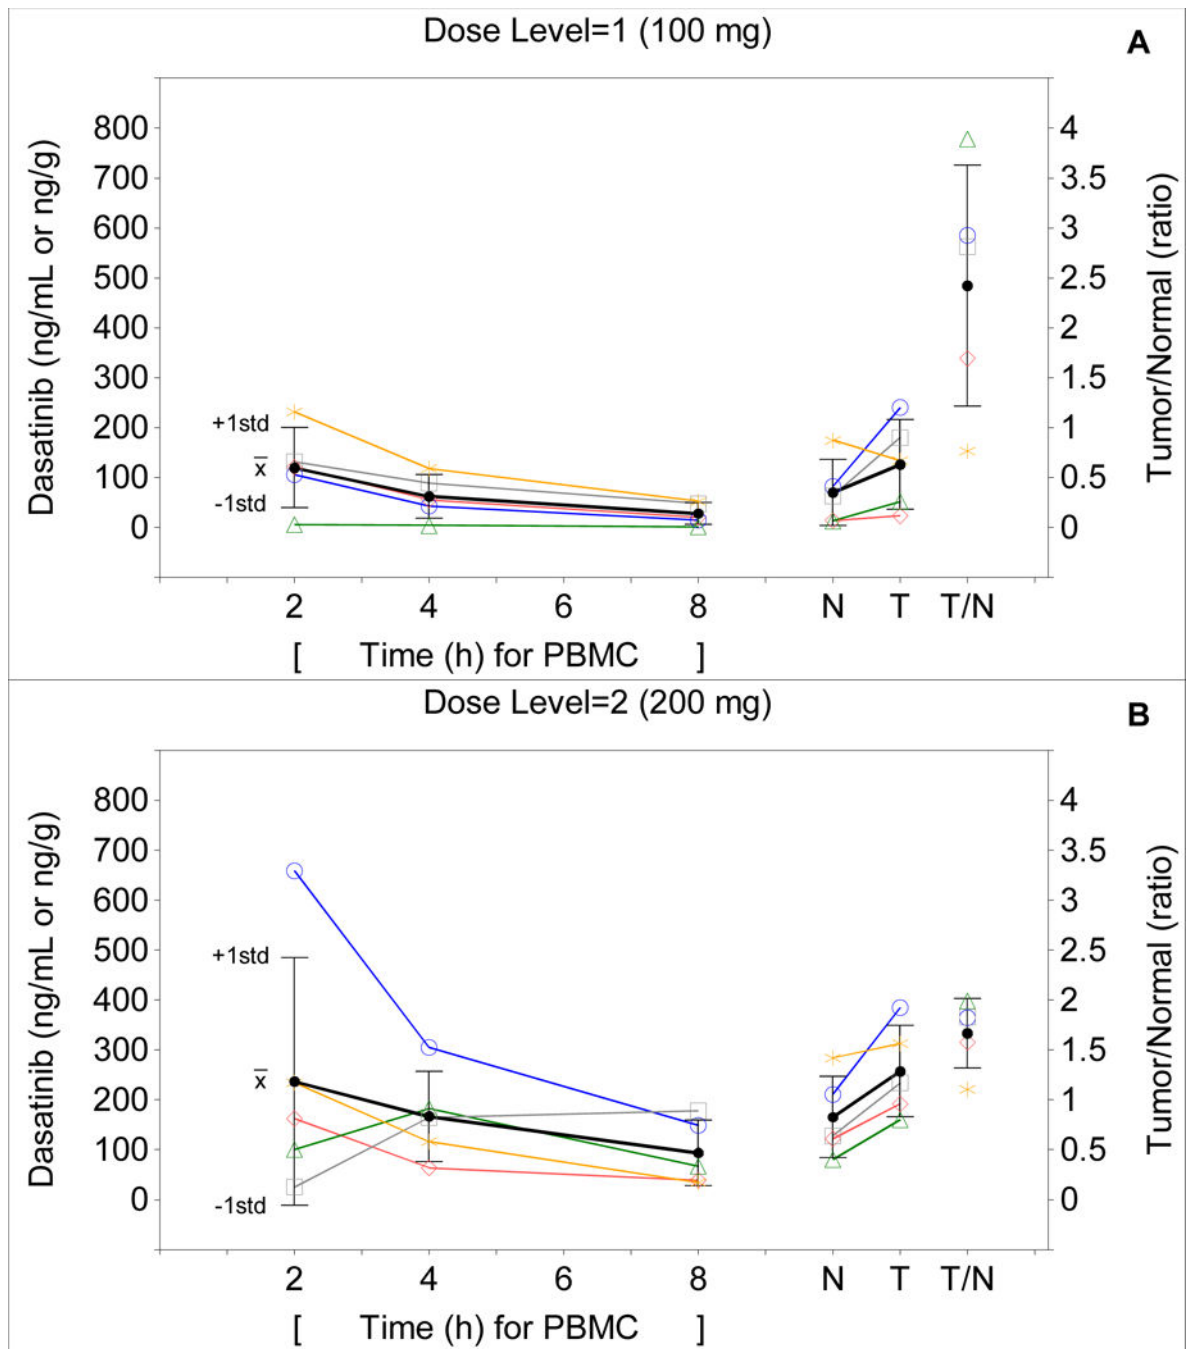 Dose Level=1 (100 mg)
A
Dasatinib (ng/mL or ng/g)
800
700
600
500
400
300
200
100
0
+1std
x̄
-1std
4
3.5
3
2.5
2
1.5
1
0.5
0
Tumor/Normal (ratio)
2 4 6 8 N T T/N
[ Time (h) for PBMC ]
Dose Level=2 (200 mg)
B
Dasatinib (ng/mL or ng/g)
800
700
600
500
400
300
200
100
0
+1std
x̄
-1std
4
3.5
3
2.5
2
1.5
1
0.5
0
Tumor/Normal (ratio)
2 4 6 8 N T T/N
[ Time (h) for PBMC ]